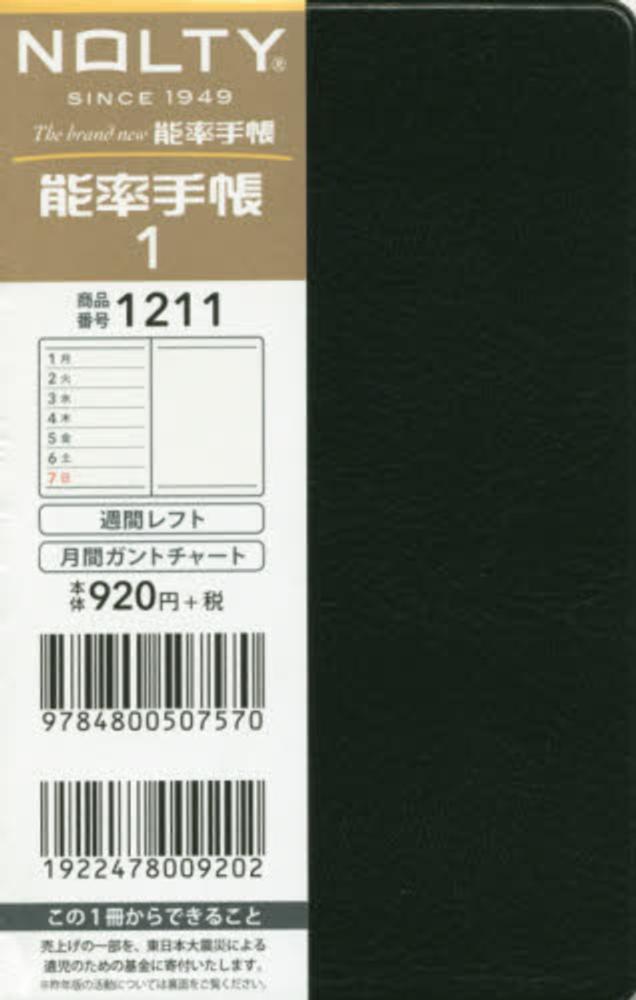 NOLTY®
SINCE 1949
The brand new 能率手帳
能率手帳
1
商品番号 1211
1 月
2 火
3 水
4 木
5 金
6 土
7 日
週間レフト
月間ガントチャート
本体920円+税
9784800507570
1922478009202
この1冊からできること
売上げの一部を、東日本大震災による
遺児のための基金に寄付いたします。
※昨年版の活動については裏面をご覧ください。